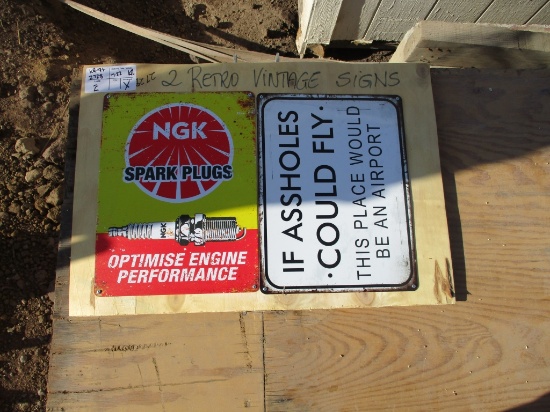 2 RETRO VINTAGE SIGNS
NGK
SPARK PLUGS
NGK
OPTIMISE ENGINE
PERFORMANCE
IF ASSHOLES
· COULD FLY ·
THIS PLACE WOULD
BE AN AIRPORT